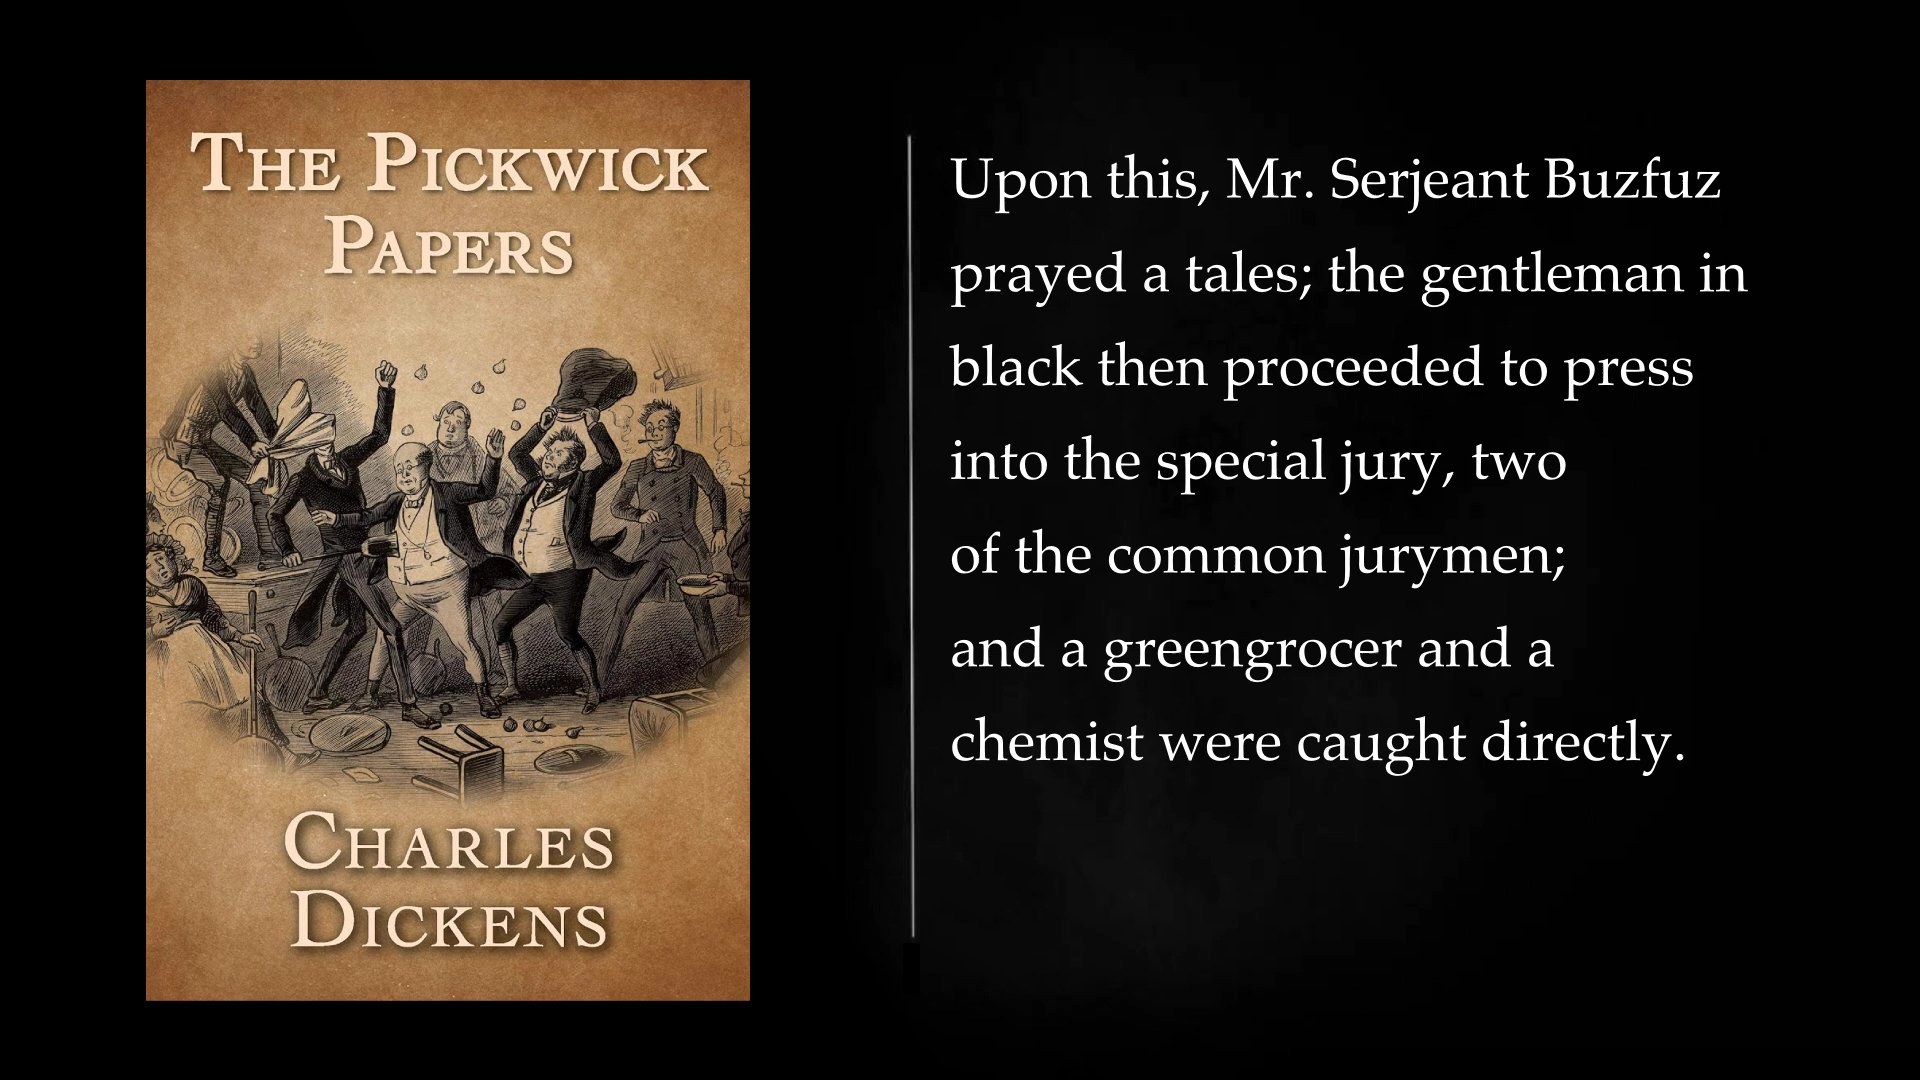 THE PICKWICK
PAPERS
CHARLES
DICKENS
Upon this, Mr. Serjeant Buzfuz
prayed a tales; the gentleman in
black then proceeded to press
into the special jury, two
of the common jurymen;
and a greengrocer and a
chemist were caught directly.